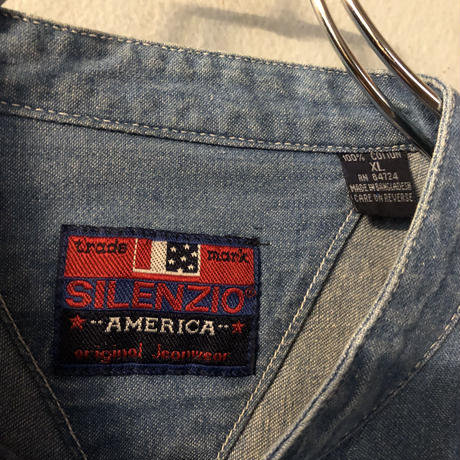 trade mark
SILENZIO®
AMERICA
original Jeanwear
100% COTTON
XL
RN 84724
MADE IN BANGLADESH
CARE ON REVERSE